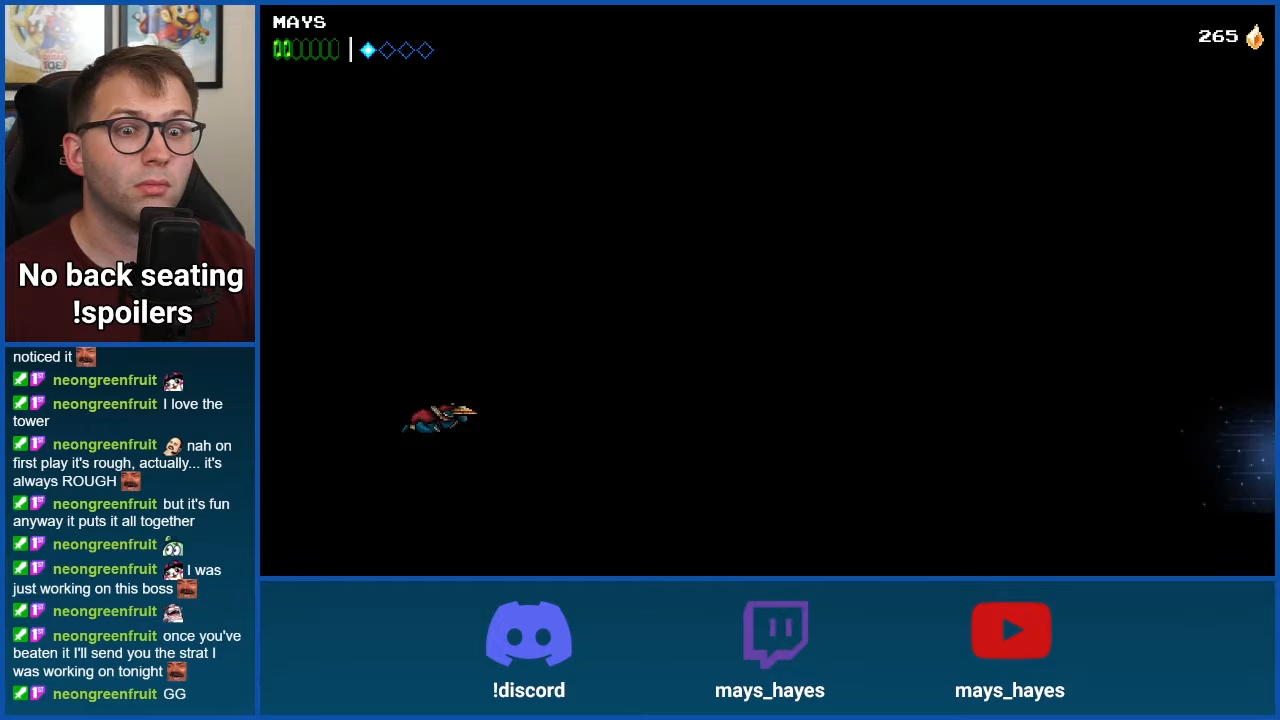 MAYS
265
No back seating
!spoilers
noticed it
neongreenfruit
neongreenfruit I love the
tower
neongreenfruit nah on
first play it's rough, actually... it's
always ROUGH
neongreenfruit but it's fun
anyway it puts it all together
neongreenfruit
neongreenfruit I was
just working on this boss
neongreenfruit
neongreenfruit once you've
beaten it I'll send you the strat I
was working on tonight
neongreenfruit GG
!discord
mays_hayes
mays_hayes